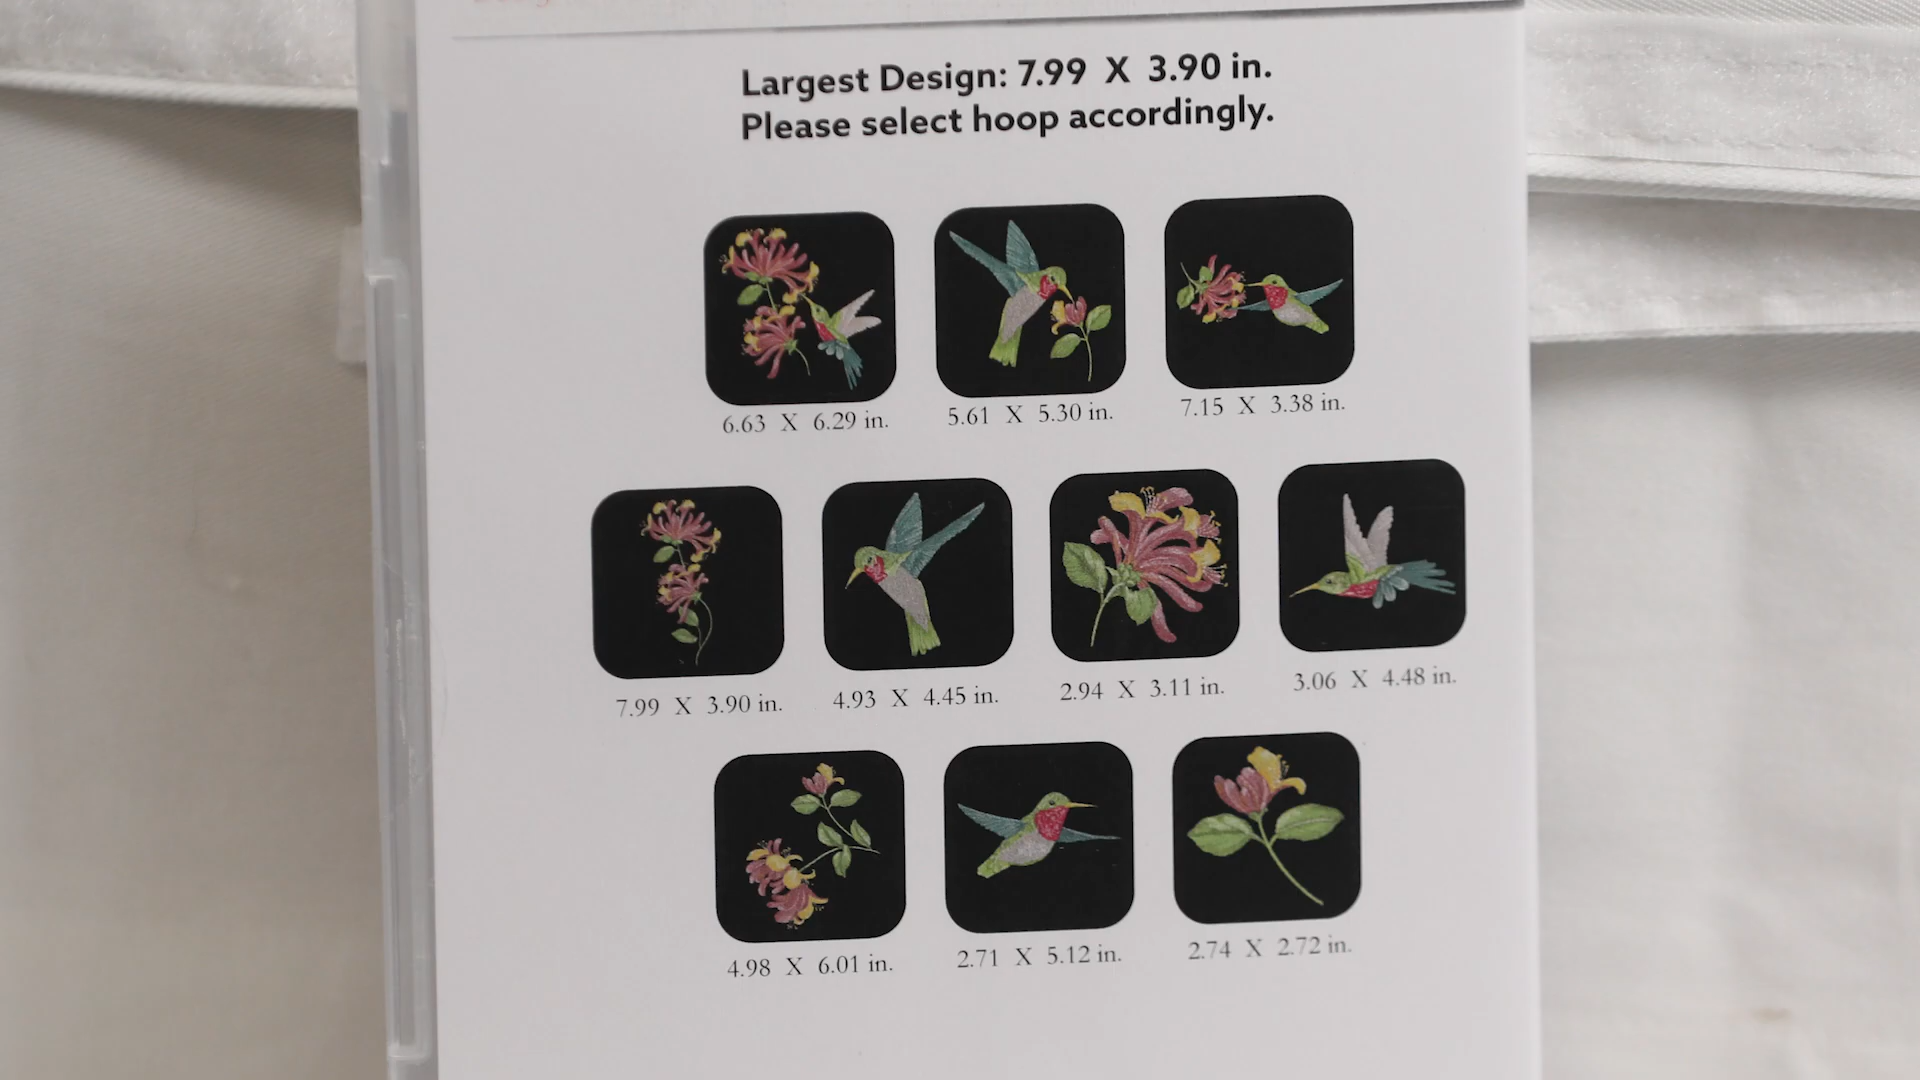 Largest Design: 7.99 X 3.90 in.
Please select hoop accordingly.
6.63 X 6.29 in.
5.61 X 5.30 in.
7.15 X 3.38 in.
7.99 X 3.90 in.
4.93 X 4.45 in.
2.94 X 3.11 in.
3.06 X 4.48 in.
4.98 X 6.01 in.
2.71 X 5.12 in.
2.74 X 2.72 in.